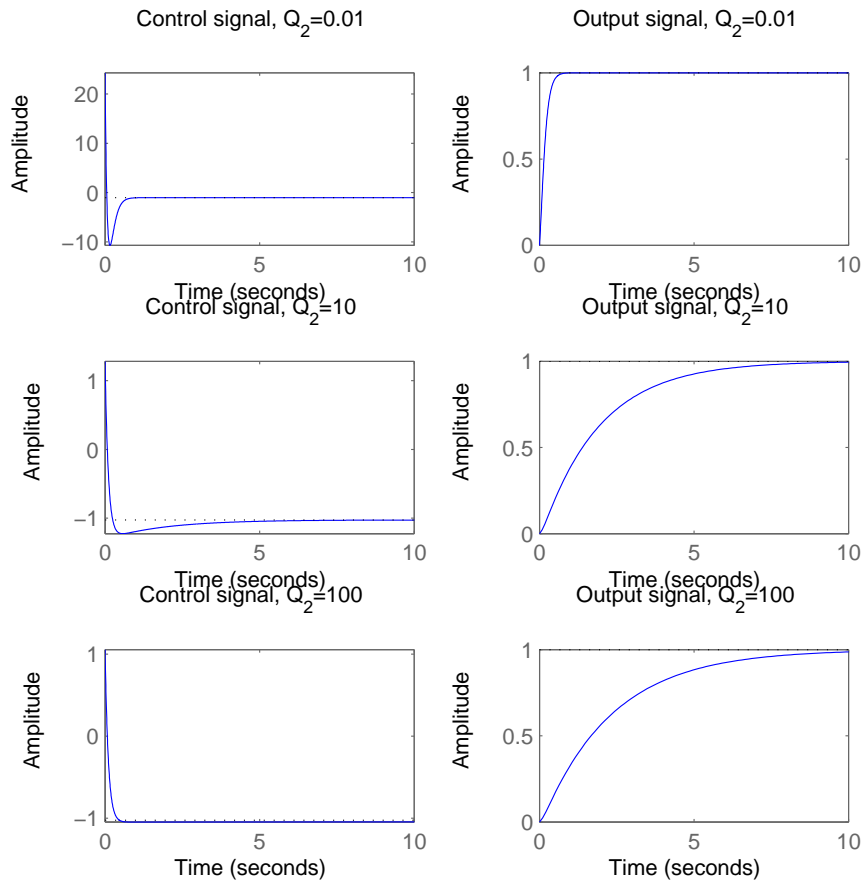 Control signal, Q2=0.01
Amplitude
20
10
0
−10
0
5
10
Time (seconds)
Output signal, Q2=0.01
Amplitude
1
0.5
0
0
5
10
Time (seconds)
Control signal, Q2=10
Amplitude
1
0
−1
0
5
10
Time (seconds)
Output signal, Q2=10
Amplitude
1
0.5
0
0
5
10
Time (seconds)
Control signal, Q2=100
Amplitude
1
0
−1
0
5
10
Output signal, Q2=100
Amplitude
1
0.5
0
0
5
10
Time (seconds)
Time (seconds)